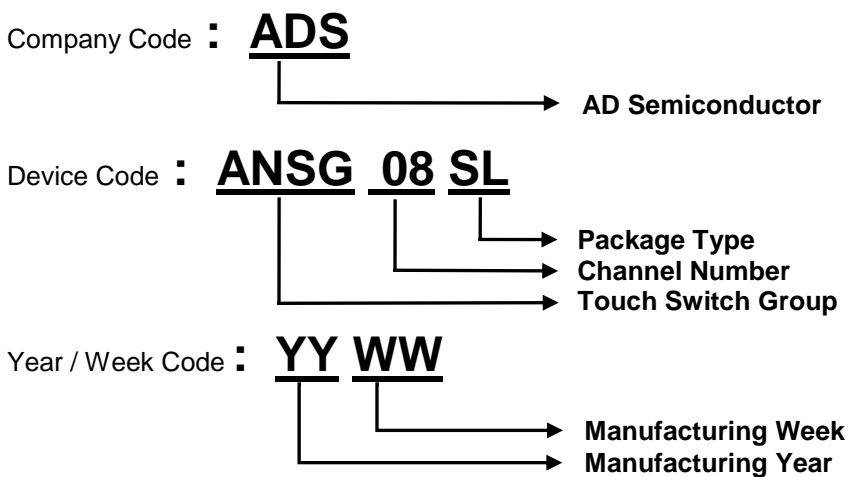 Company Code : ADS
AD Semiconductor
Device Code : ANSG 08 SL
Package Type
Channel Number
Touch Switch Group
Year / Week Code : YY WW
Manufacturing Week
Manufacturing Year